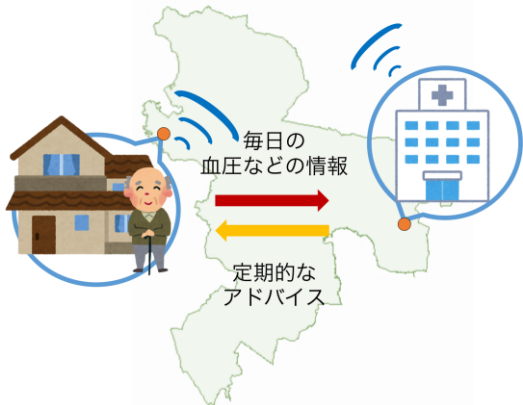 毎日の
血圧などの情報
定期的な
アドバイス